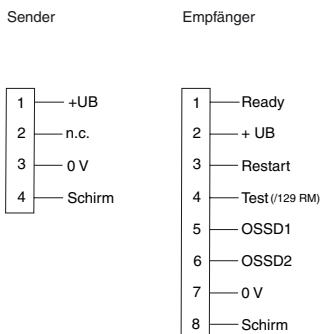 Sender
1 +UB
2 n.c.
3 0 V
4 Schirm
Empfänger
1 Ready
2 + UB
3 Restart
4 Test (/129 RM)
5 OSSD1
6 OSSD2
7 0 V
8 Schirm